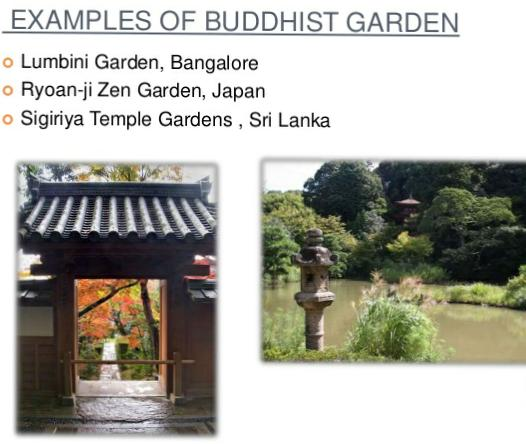 EXAMPLES OF BUDDHIST GARDEN
Lumbini Garden, Bangalore
Ryoan-ji Zen Garden, Japan
Sigiriya Temple Gardens , Sri Lanka